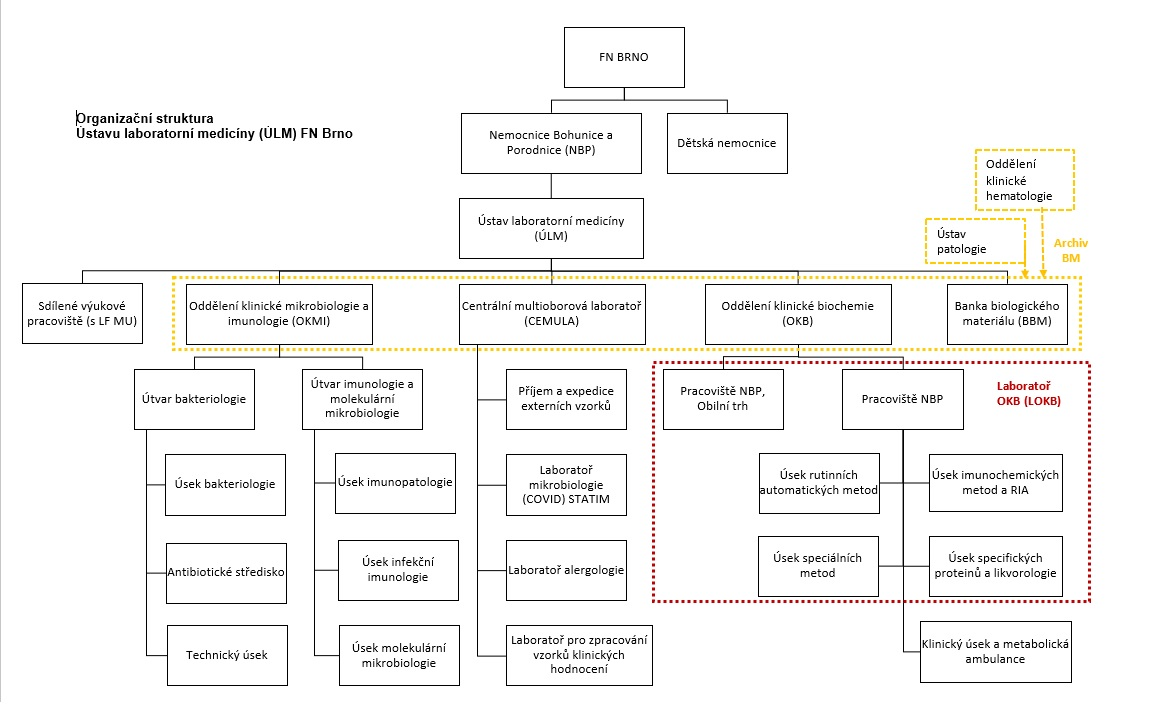 FN BRNO
Organizační struktura
Ústavu laboratorní medicíny (ÚLM) FN Brno
Nemocnice Bohunice a
Porodnice (NBP)
Dětská nemocnice
Oddělení
klinické
hematologie
Ústav laboratorní medicíny
(ÚLM)
Ústav
patologie
Archiv
BM
Sdílené výukové
pracoviště (s LF MU)
Oddělení klinické mikrobiologie a
imunologie (OKMI)
Centrální multioborová laboratoř
(CEMULA)
Oddělení klinické biochemie
(OKB)
Banka biologického
materiálu (BBM)
Útvar bakteriologie
Útvar imunologie a
molekulární
mikrobiologie
Příjem a expedice
externích vzorků
Pracoviště NBP,
Obilní trh
Pracoviště NBP
Laboratoř
OKB (LOKB)
Úsek bakteriologie
Úsek imunopatologie
Laboratoř
mikrobiologie
(COVID) STATIM
Úsek rutinních
automatických metod
Úsek imunochemických
metod a RIA
Antibiotické středisko
Úsek infekční
imunologie
Laboratoř alergologie
Úsek speciálních
metod
Úsek specifických
proteinů a likvorologie
Technický úsek
Úsek molekulární
mikrobiologie
Laboratoř pro zpracování
vzorků klinických
hodnocení
Klinický úsek a metabolická
ambulance